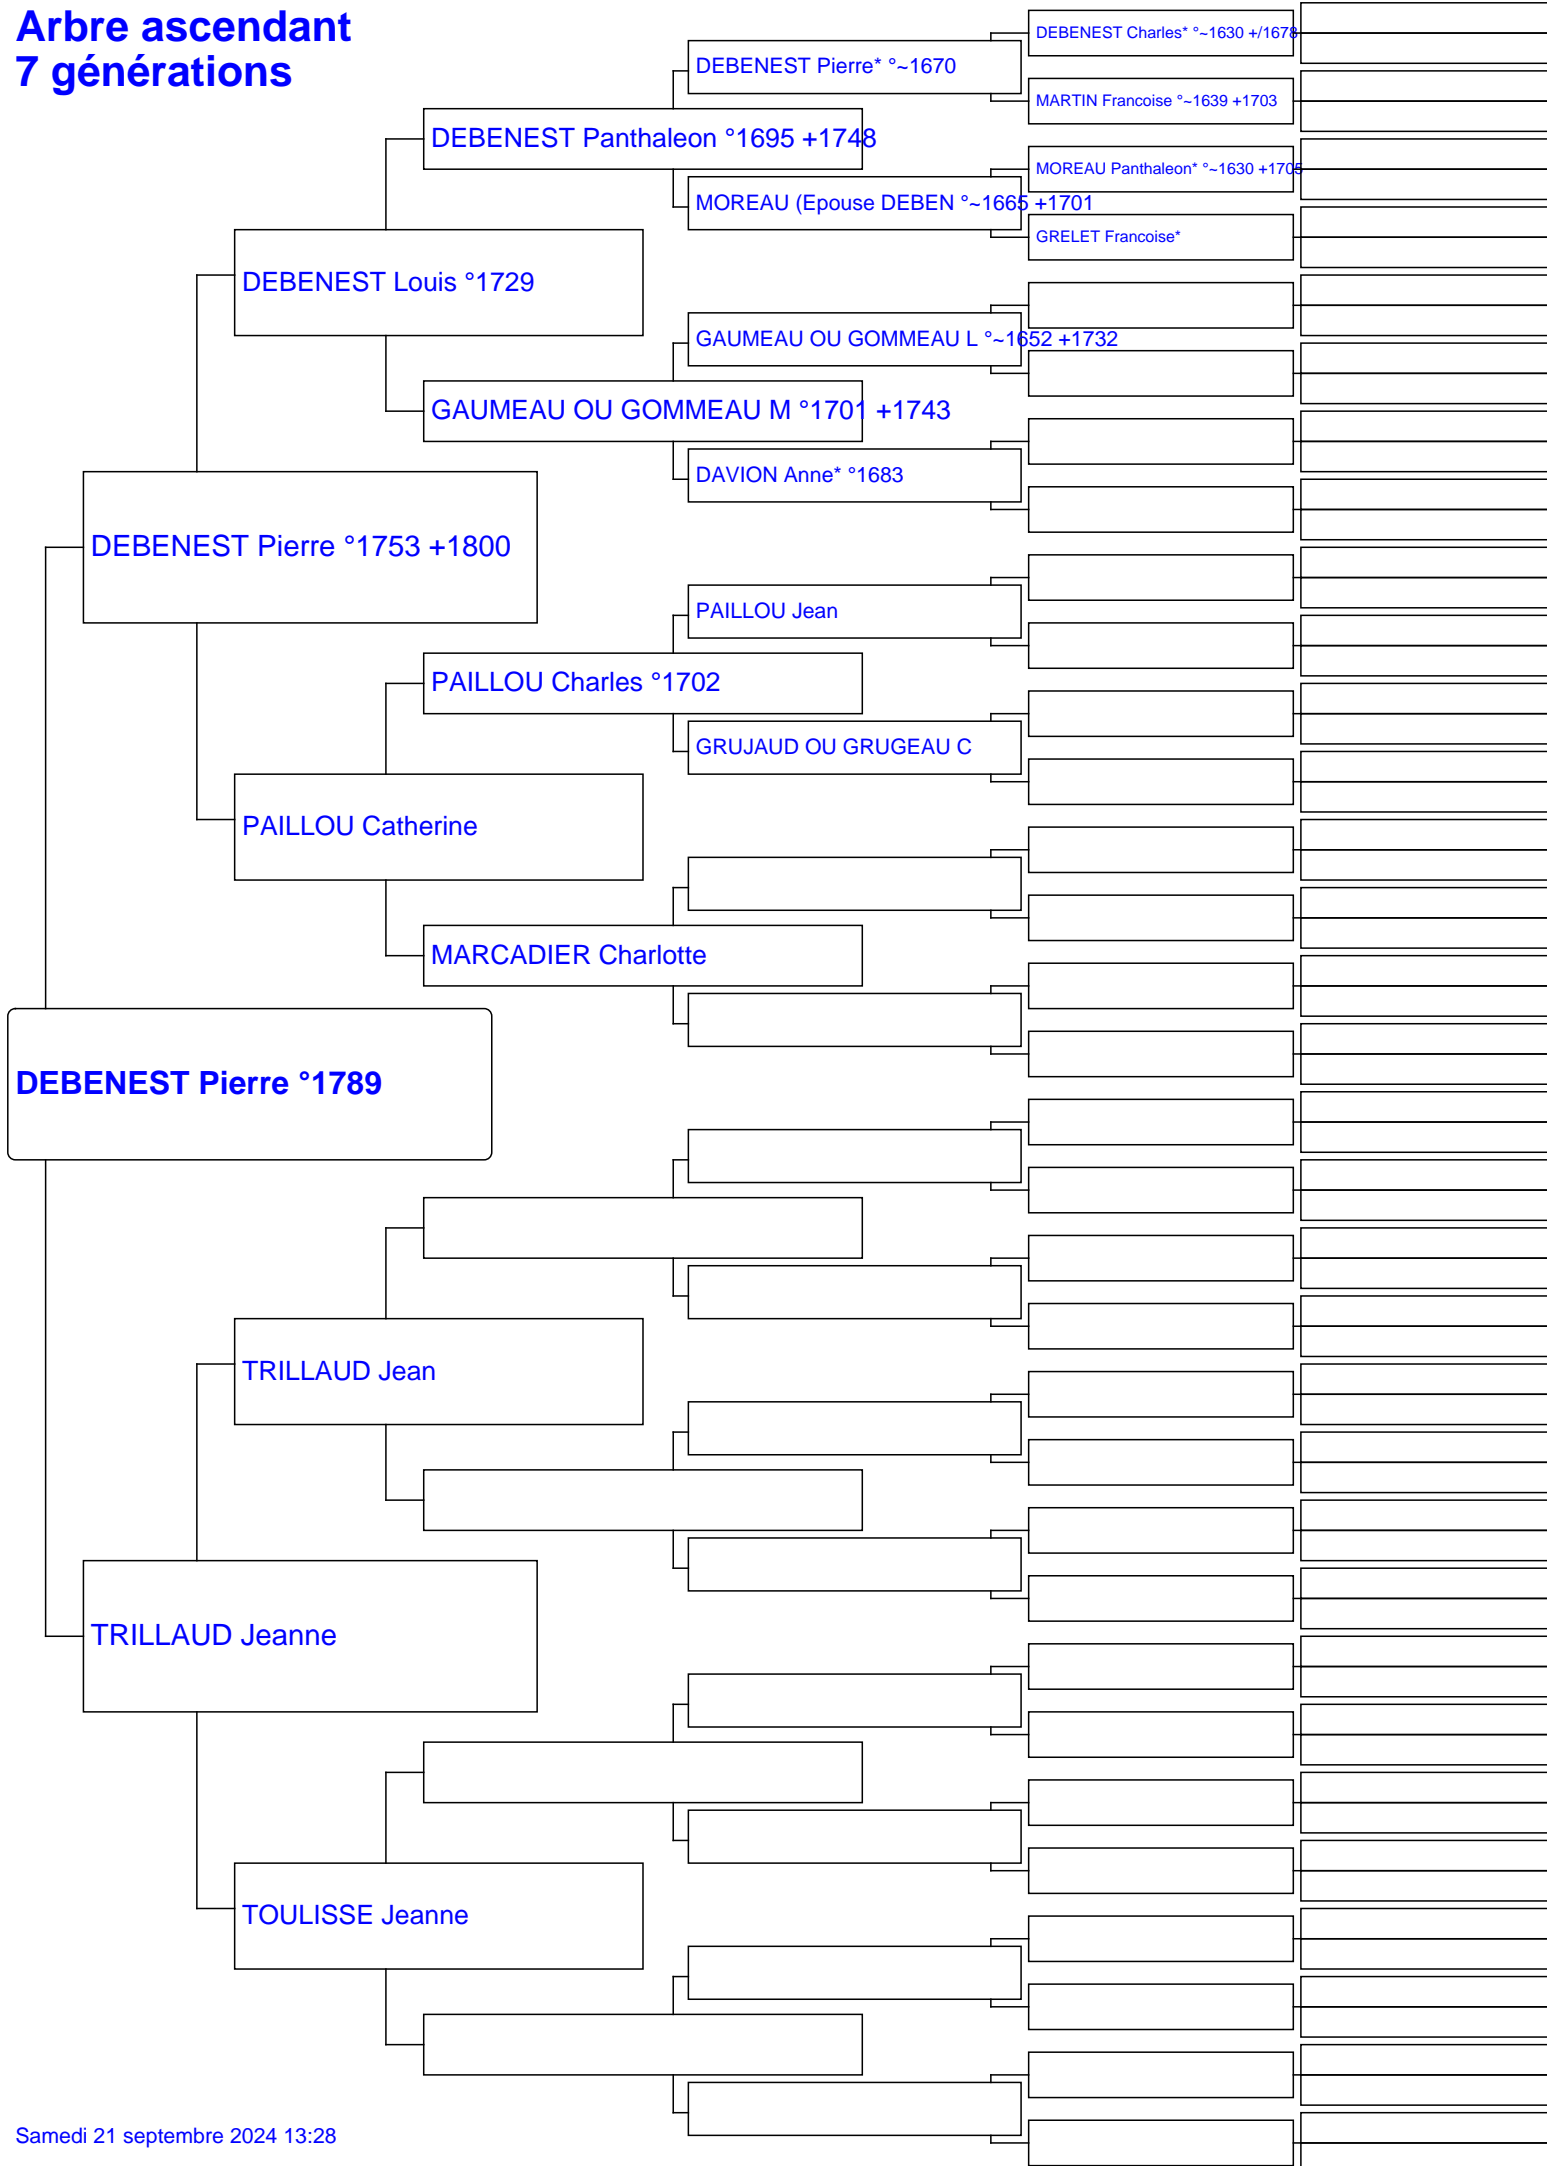 Arbre ascendant
7 générations
DEBENEST Charles* °~1630 +/1678
DEBENEST Pierre* °~1670
MARTIN Francoise °~1639 +1703
DEBENEST Panthaleon °1695 +1748
MOREAU Panthaleon* °~1630 +1705
MOREAU (Epouse DEBEN °~1665 +1701
GRELET Francoise*
DEBENEST Louis °1729
GAUMEAU OU GOMMEAU L °~1652 +1732
GAUMEAU OU GOMMEAU M °1701 +1743
DAVION Anne* °1683
DEBENEST Pierre °1753 +1800
PAILLOU Jean
PAILLOU Charles °1702
GRUJAUD OU GRUGEAU C
PAILLOU Catherine
MARCADIER Charlotte
DEBENEST Pierre °1789
TRILLAUD Jean
TRILLAUD Jeanne
TOULISSE Jeanne
Samedi 21 septembre 2024 13:28